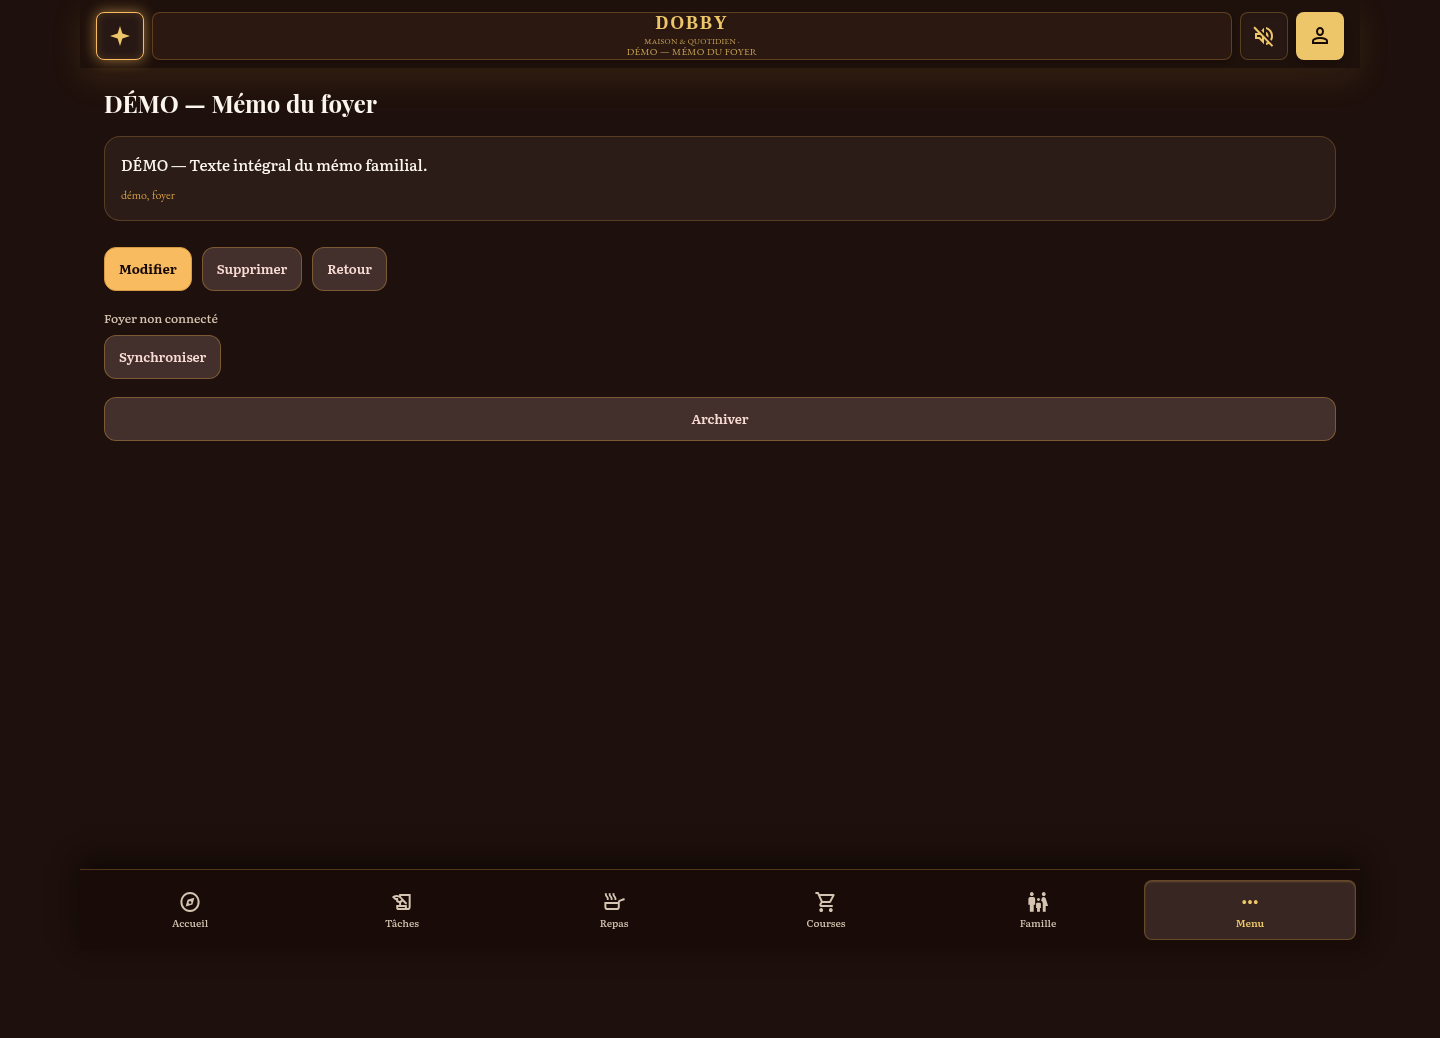 DOBBY
MAISON & QUOTIDIEN ·
DÉMO — MÉMO DU FOYER
DÉMO — Mémo du foyer
DÉMO — Texte intégral du mémo familial.
démo, foyer
Modifier Supprimer Retour
Foyer non connecté
Synchroniser
Archiver
Accueil Tâches Repas Courses Famille Menu